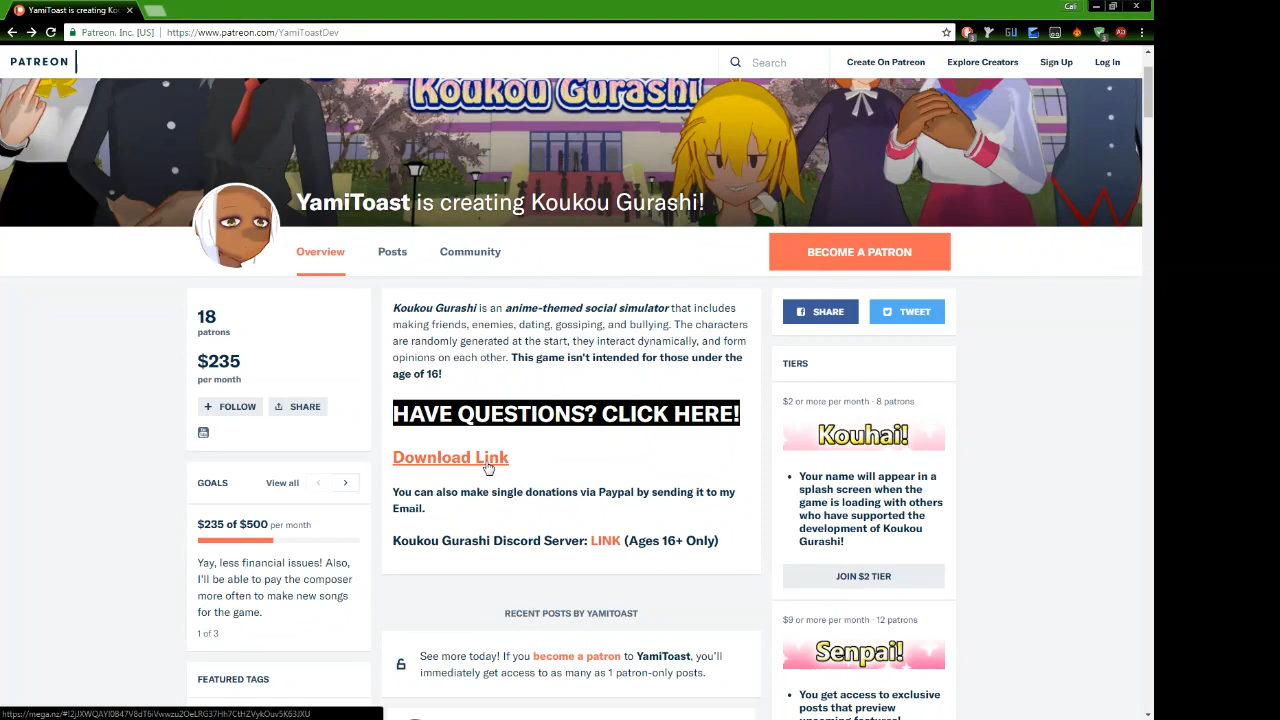 YamiToast is creating Kou
Cali
Patreon, Inc. [US]
https://www.patreon.com/YamiToastDev
PATREON
Search
Create On Patreon
Explore Creators
Sign Up
Log In
Koukou Gurashi
YamiToast is creating Koukou Gurashi!
Overview
Posts
Community
BECOME A PATRON
18
patrons
$235
per month
+ FOLLOW
SHARE
GOALS
View all
$235 of $500 per month
Yay, less financial issues! Also,
I'll be able to pay the composer
more often to make new songs
for the game.
1 of 3
FEATURED TAGS
Koukou Gurashi is an anime-themed social simulator that includes
making friends, enemies, dating, gossiping, and bullying. The characters
are randomly generated at the start, they interact dynamically, and form
opinions on each other. This game isn't intended for those under the
age of 16!
HAVE QUESTIONS? CLICK HERE!
Download Link
You can also make single donations via Paypal by sending it to my
Email.
Koukou Gurashi Discord Server: LINK (Ages 16+ Only)
RECENT POSTS BY YAMITOAST
See more today! If you become a patron to YamiToast, you'll
immediately get access to as many as 1 patron-only posts.
SHARE
TWEET
TIERS
$2 or more per month · 8 patrons
Kouhai!
• Your name will appear in a
splash screen when the
game is loading with others
who have supported the
development of Koukou
Gurashi!
JOIN $2 TIER
$9 or more per month · 12 patrons
Senpai!
• You get access to exclusive